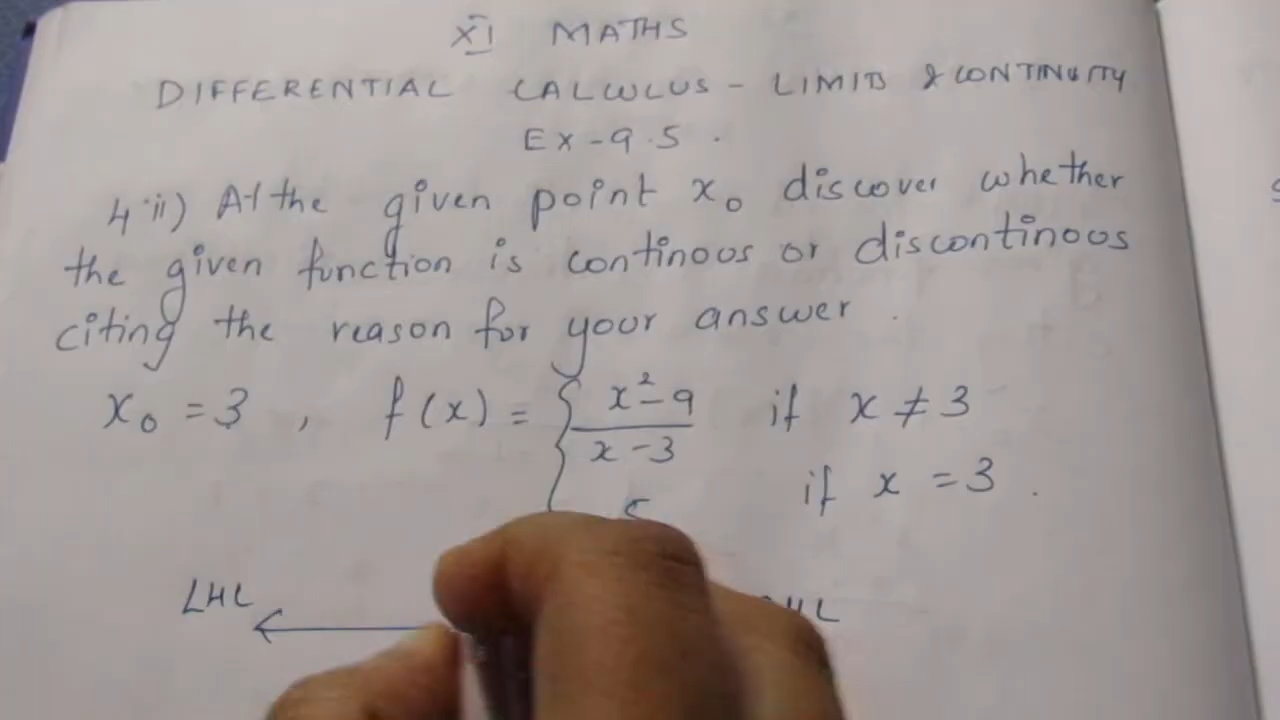 XI MATHS
DIFFERENTIAL CALCULUS - LIMITS & CONTINUITY
EX-9.5.
4 ii) At the given point x₀ discover whether
the given function is continoos or discontinoos
citing the reason for your answer.
x₀ = 3, f(x) = { x²-9 / x-3 if x ≠ 3
if x = 3.
LHL